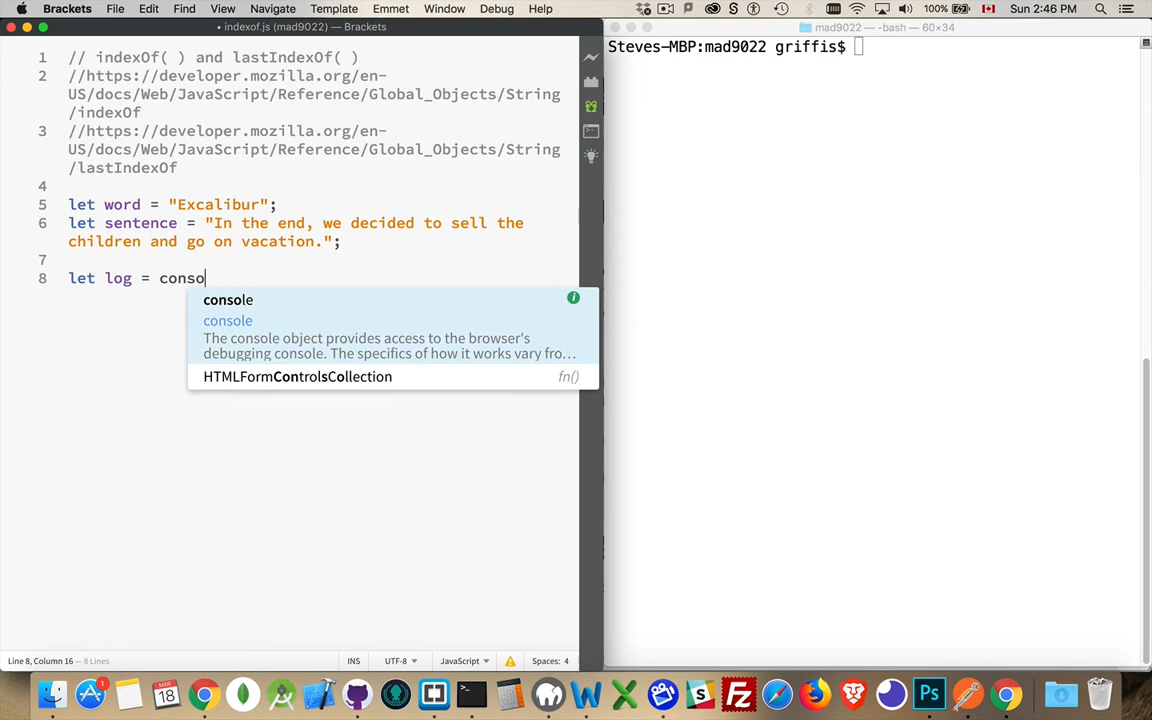 Brackets File Edit Find View Navigate Template Emmet Window Debug Help 100% Sun 2:46 PM
• indexof.js (mad9022) — Brackets
mad9022 — -bash — 60×34
1 // indexOf( ) and lastIndexOf( )
2 //https://developer.mozilla.org/en-
US/docs/Web/JavaScript/Reference/Global_Objects/String
/indexOf
3 //https://developer.mozilla.org/en-
US/docs/Web/JavaScript/Reference/Global_Objects/String
/lastIndexOf
4
5 let word = "Excalibur";
6 let sentence = "In the end, we decided to sell the
children and go on vacation.";
7
8 let log = conso
console
console
The console object provides access to the browser's
debugging console. The specifics of how it works vary fro…
HTMLFormControlsCollection fn()
Steves-MBP:mad9022 griffis$
Line 8, Column 16 — 8 Lines INS UTF-8 JavaScript Spaces: 4